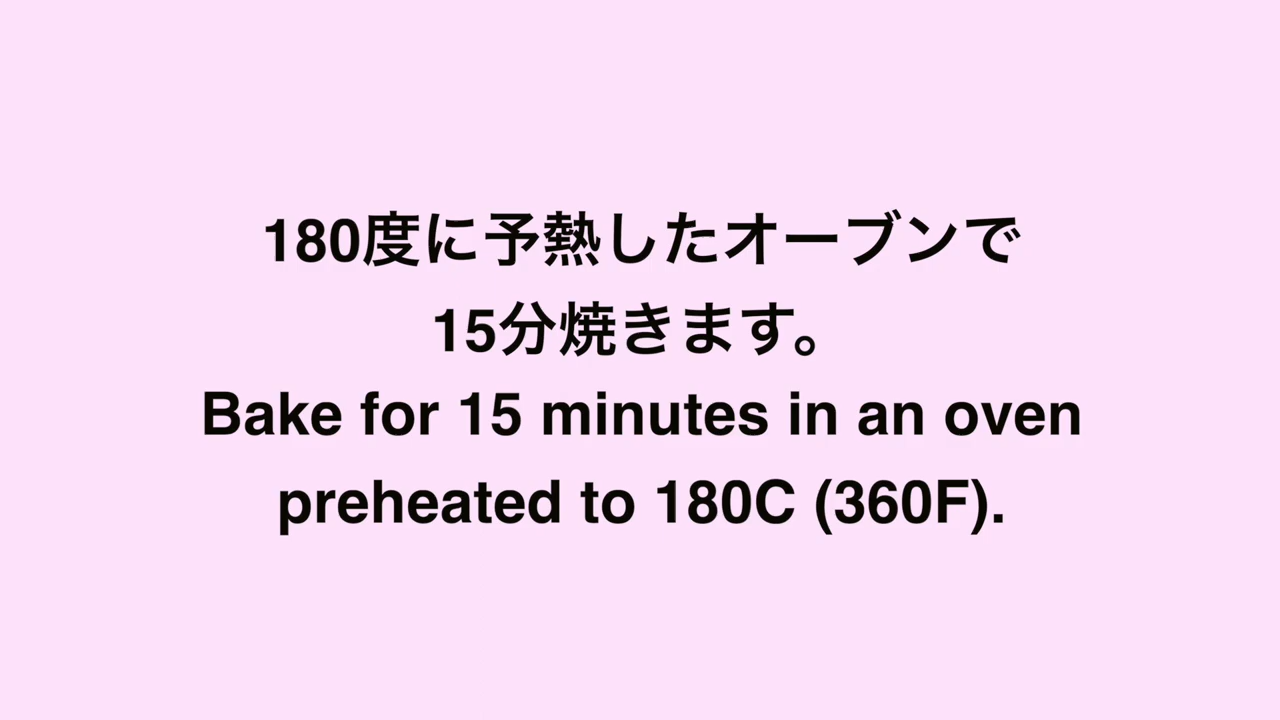 180度に予熱したオーブンで
15分焼きます。
Bake for 15 minutes in an oven
preheated to 180C (360F).